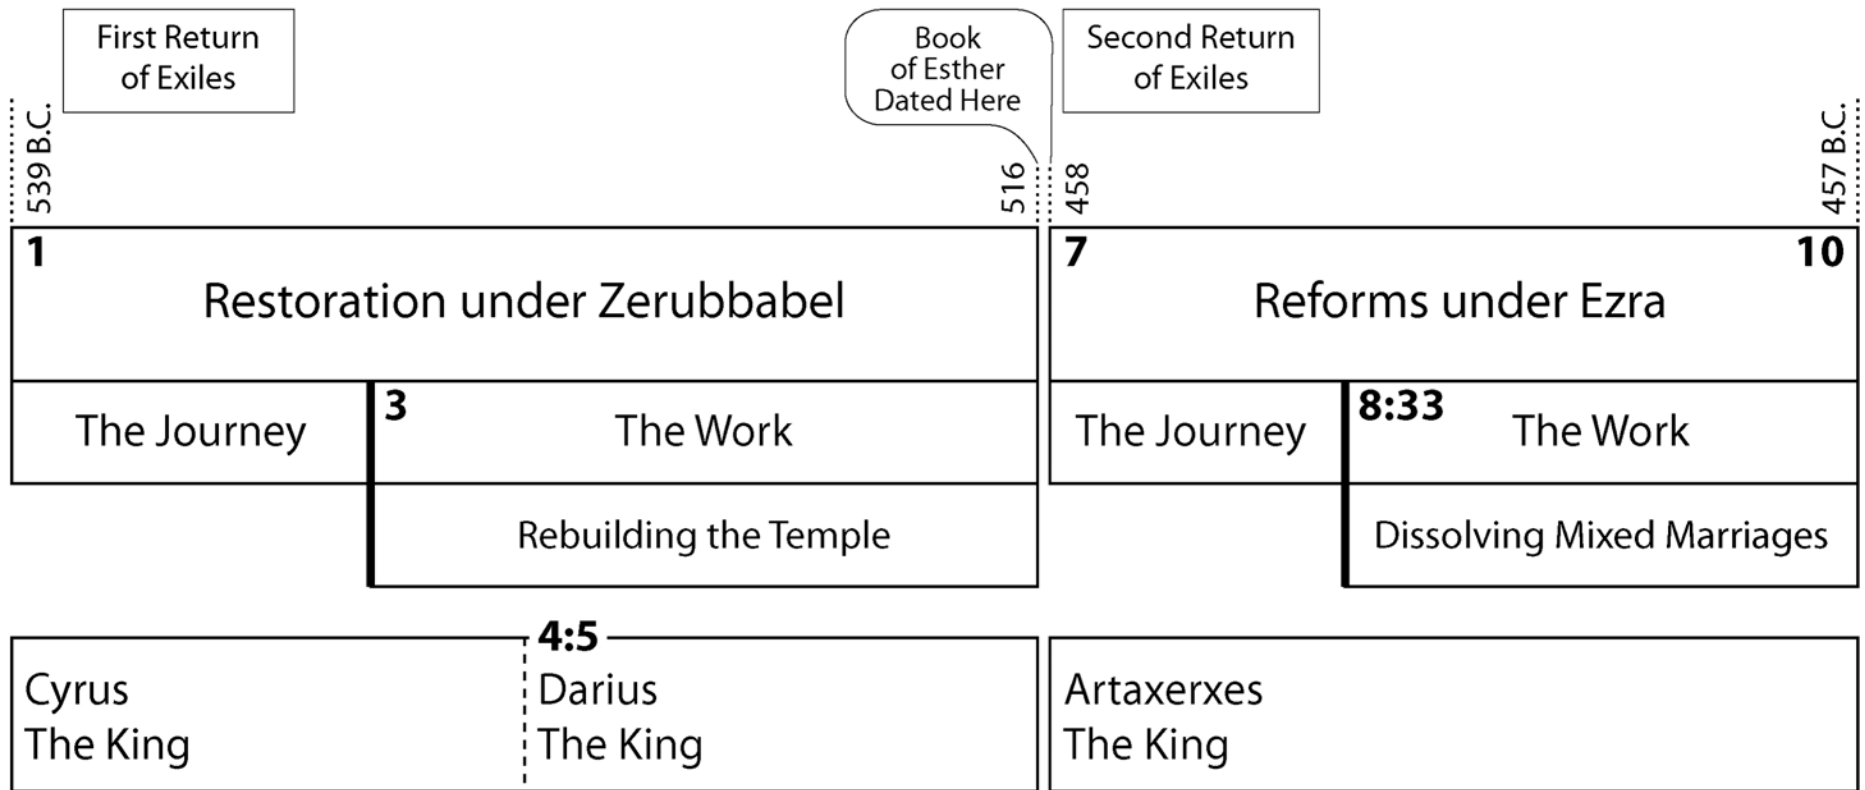 First Return
of Exiles
Book
of Esther
Dated Here
Second Return
of Exiles
539 B.C.
516
458
457 B.C.
1
Restoration under Zerubbabel
7
10
Reforms under Ezra
The Journey
3
The Work
The Journey
8:33
The Work
Rebuilding the Temple
Dissolving Mixed Marriages
Cyrus
The King
4:5
Darius
The King
Artaxerxes
The King